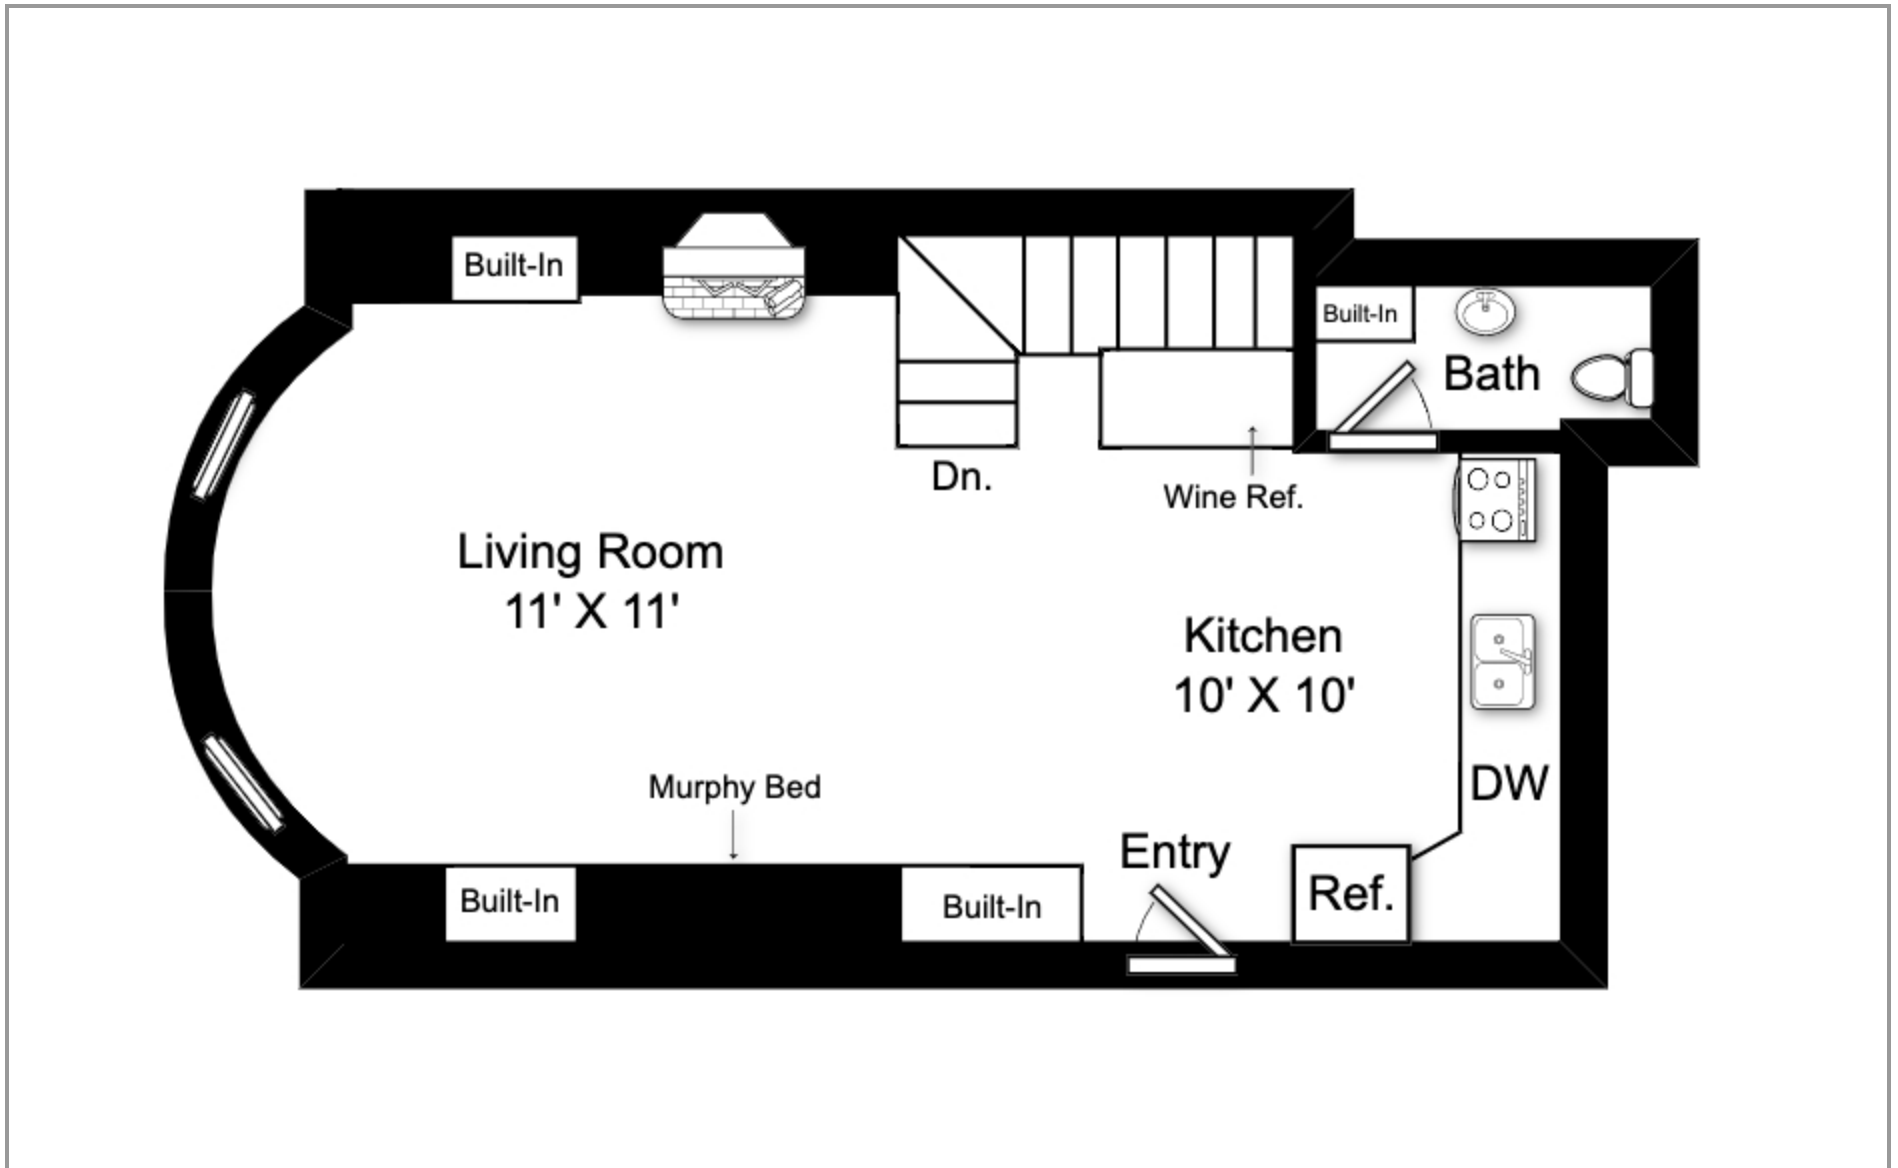 Built-In
Built-In
Bath
Dn.
Wine Ref.
Living Room
11' X 11'
Kitchen
10' X 10'
Murphy Bed
DW
Entry
Ref.
Built-In
Built-In